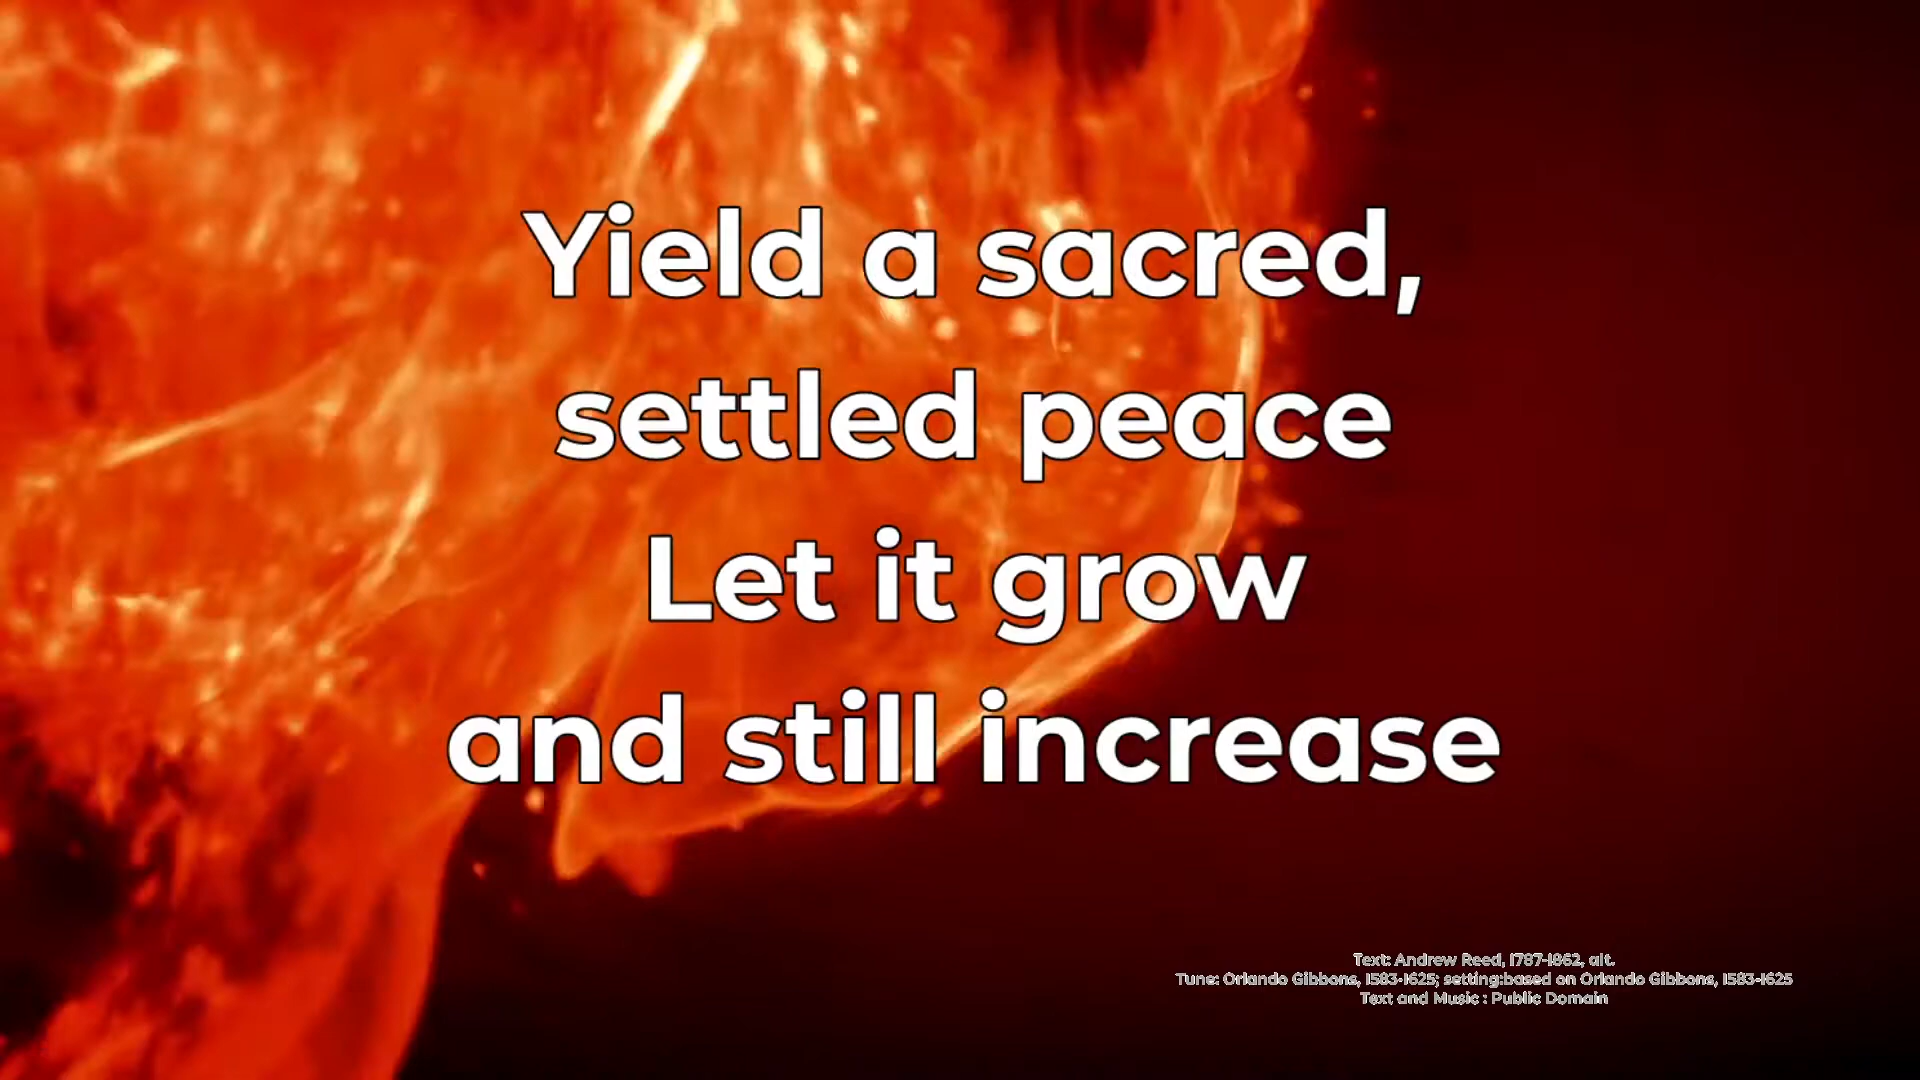 Yield a sacred,
settled peace
Let it grow
and still increase
Text: Andrew Reed, 1787-1862, alt.
Tune: Orlando Gibbons, 1583-1625; setting:based on Orlando Gibbons, 1583-1625
Text and Music : Public Domain